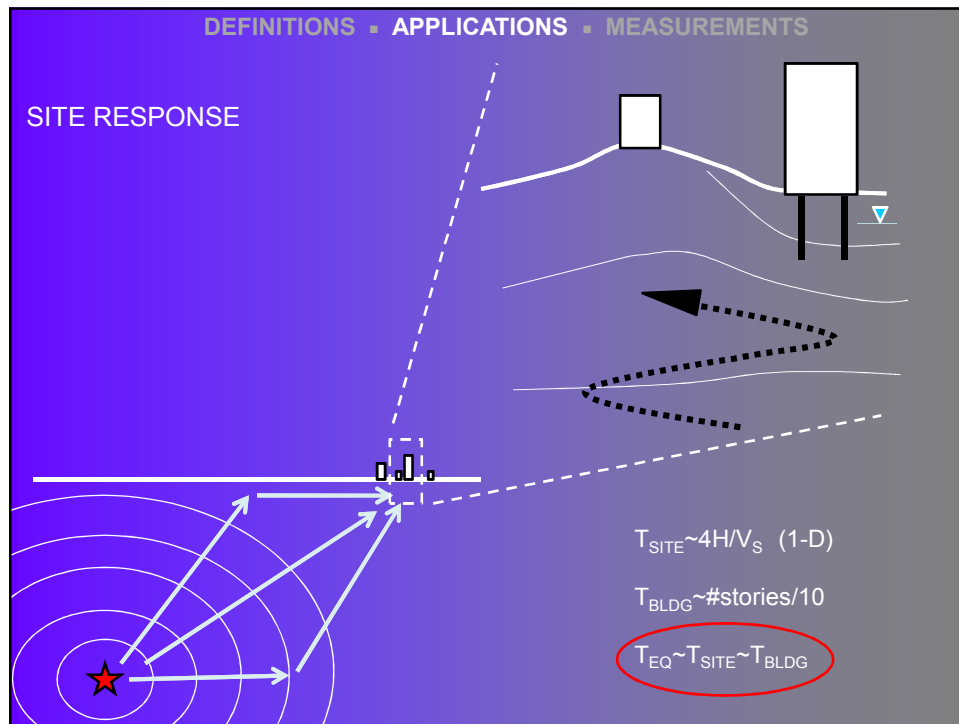 DEFINITIONS ▪ APPLICATIONS ▪ MEASUREMENTS
SITE RESPONSE
T_SITE~4H/V_S (1-D)
T_BLDG~#stories/10
T_EQ~T_SITE~T_BLDG